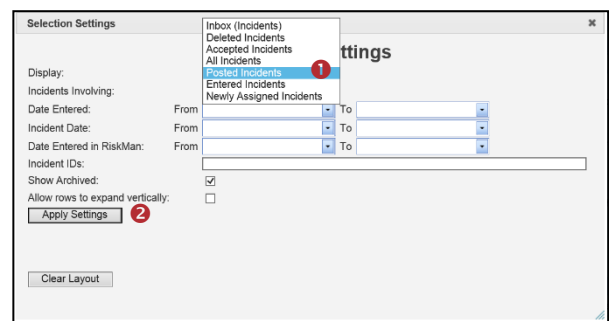 Selection Settings
Inbox (Incidents)
Deleted Incidents
Accepted Incidents
All Incidents
Posted Incidents
Entered Incidents
Newly Assigned Incidents
1
ttings
Display:
Incidents Involving:
Date Entered: From To
Incident Date: From To
Date Entered in RiskMan: From To
Incident IDs:
Show Archived:
Allow rows to expand vertically:
Apply Settings 2
Clear Layout